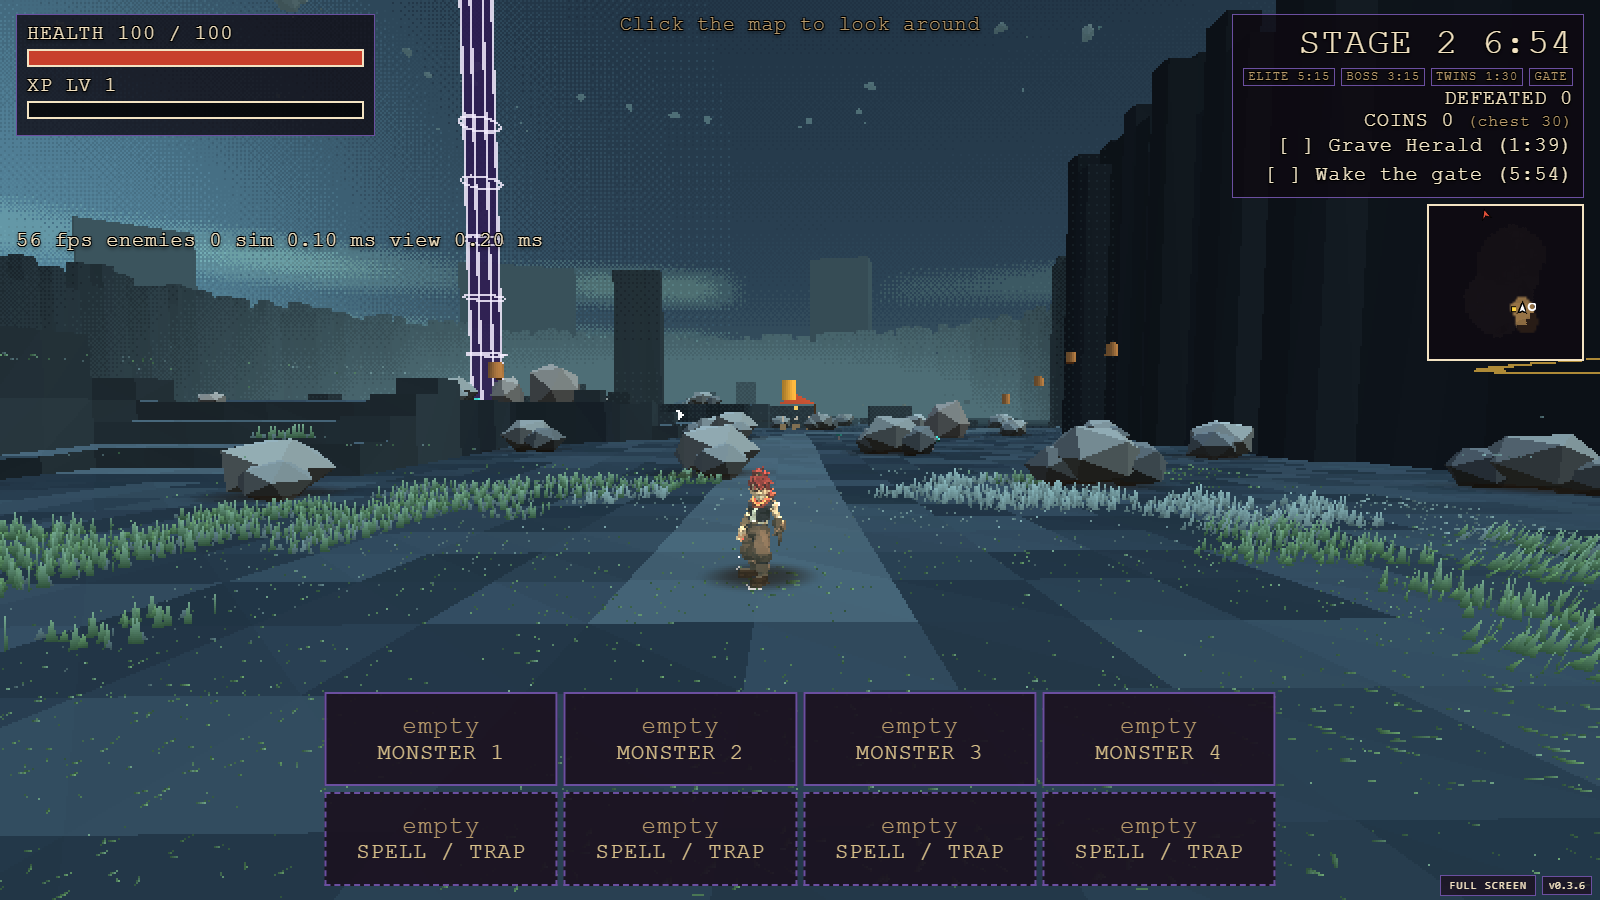 HEALTH 100 / 100
XP LV 1
Click the map to look around
STAGE 2 6:54
ELITE 5:15 BOSS 3:15 TWINS 1:30 GATE
DEFEATED 0
COINS 0 (chest 30)
[ ] Grave Herald (1:39)
[ ] Wake the gate (5:54)
56 fps enemies 0 sim 0.10 ms view 0.20 ms
empty
MONSTER 1
empty
MONSTER 2
empty
MONSTER 3
empty
MONSTER 4
empty
SPELL / TRAP
empty
SPELL / TRAP
empty
SPELL / TRAP
empty
SPELL / TRAP
FULL SCREEN
v0.3.6